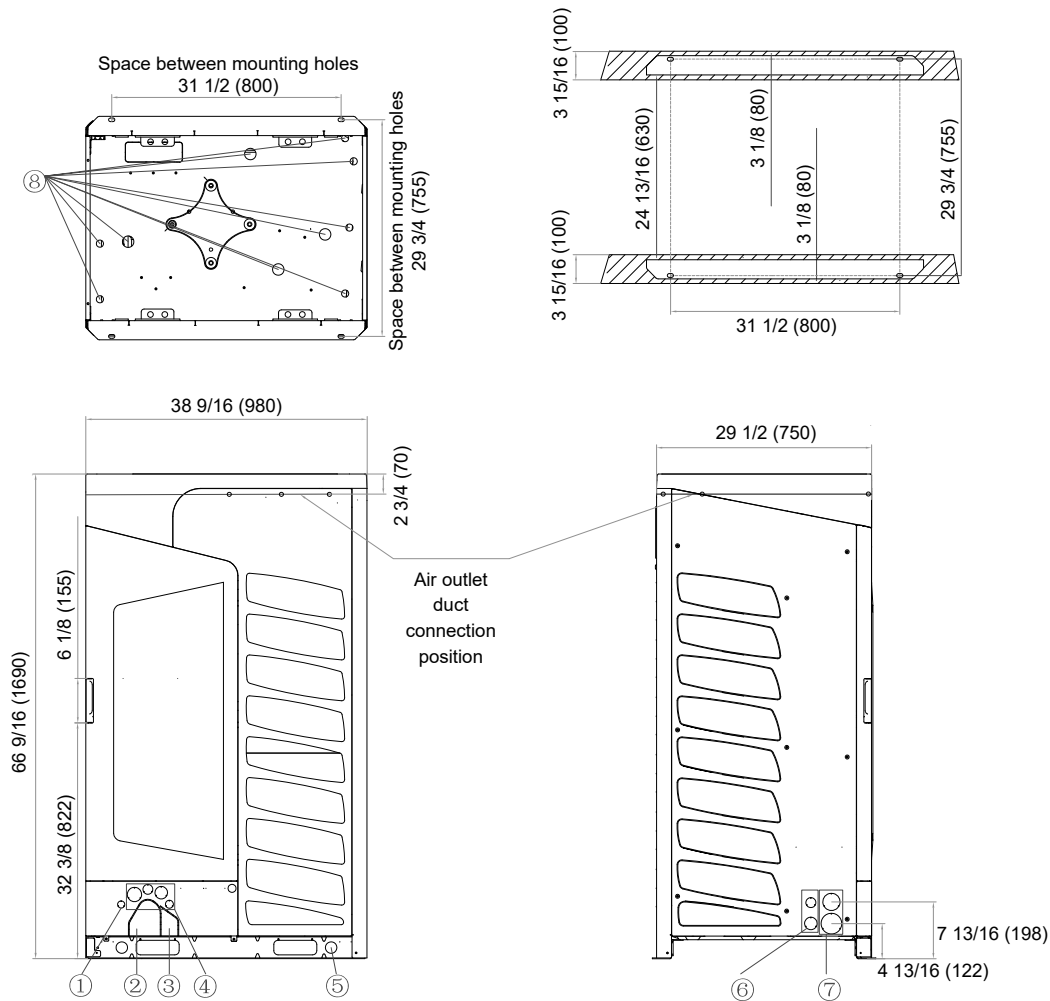 Space between mounting holes
31 1/2 (800)
⑧
Space between mounting holes
29 3/4 (755)
3 15/16 (100)
3 1/8 (80)
24 13/16 (630)
3 1/8 (80)
29 3/4 (755)
3 15/16 (100)
31 1/2 (800)
38 9/16 (980)
2 3/4 (70)
6 1/8 (155)
66 9/16 (1690)
32 3/8 (822)
① ② ③ ④ ⑤
Air outlet
duct
connection
position
29 1/2 (750)
7 13/16 (198)
4 13/16 (122)
⑥ ⑦